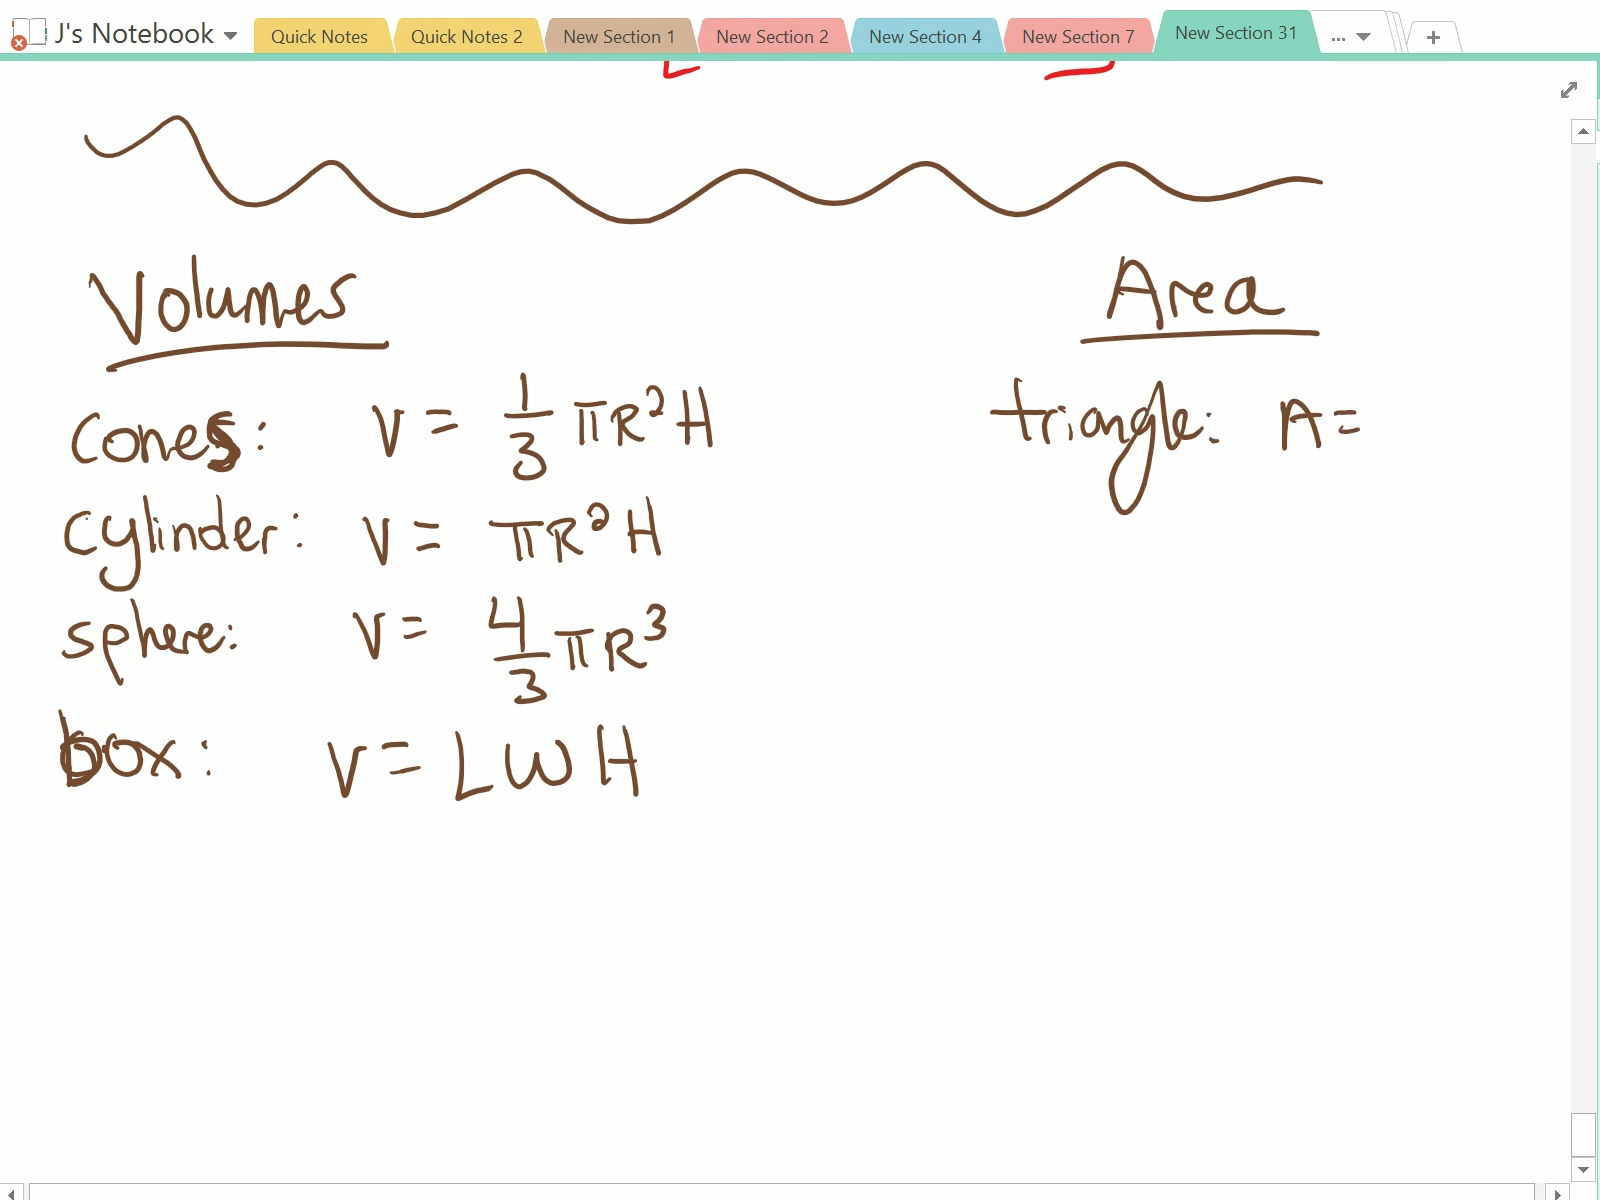 J's Notebook Quick Notes Quick Notes 2 New Section 1 New Section 2 New Section 4 New Section 7 New Section 31 ... +
Volumes
Cones: V = 1/3 πR²H
Cylinder: V = πR²H
sphere: V = 4/3 πR³
box: V = LWH
Area
triangle: A =